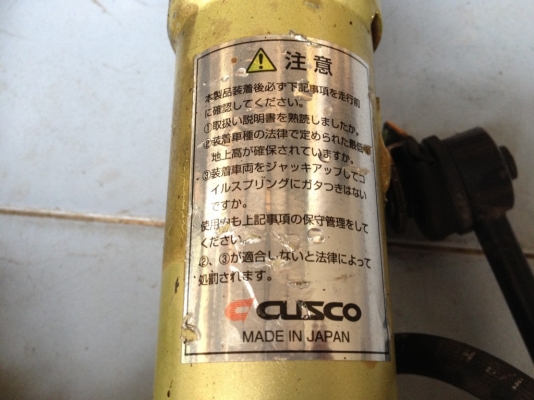 注意
本製品装着後必ず下記事項を走行前
に確認してください。
①取扱い説明書を熟読しましたか。
②装着車種の法律で定められた最低
地上高が確保されていますか。
③装着車両をジャッキアップしてコ
イルスプリングにガタつきはない
ですか。
使用中も上記事項の保守管理をして
ください。
②、③が適合しないと法律によって
処罰されます。
CUSCO
MADE IN JAPAN